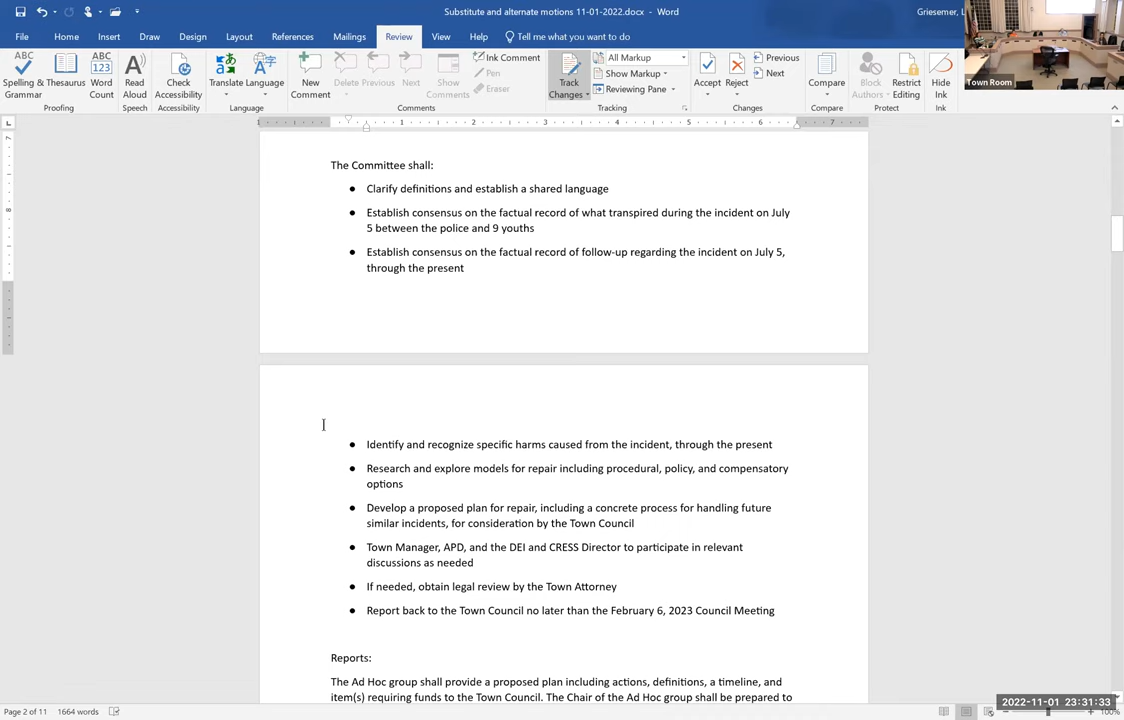 Substitute and alternate motions 11-01-2022.docx - Word
Griesemer, L
File Home Insert Draw Design Layout References Mailings Review View Help Tell me what you want to do
Spelling & Grammar
Thesaurus
Word Count
Read Aloud
Check Accessibility
Translate
Language
New Comment
Delete
Previous
Next
Show Comments
Ink Comment
Pen
Eraser
Track Changes
All Markup
Show Markup
Reviewing Pane
Accept
Reject
Previous
Next
Compare
Block Authors
Restrict Editing
Hide Ink
Proofing Speech Accessibility Language Comments Tracking Changes Compare Protect Ink
Town Room
1 2 3 4 5 6 7
The Committee shall:
● Clarify definitions and establish a shared language
● Establish consensus on the factual record of what transpired during the incident on July
5 between the police and 9 youths
● Establish consensus on the factual record of follow-up regarding the incident on July 5,
through the present
● Identify and recognize specific harms caused from the incident, through the present
● Research and explore models for repair including procedural, policy, and compensatory
options
● Develop a proposed plan for repair, including a concrete process for handling future
similar incidents, for consideration by the Town Council
● Town Manager, APD, and the DEI and CRESS Director to participate in relevant
discussions as needed
● If needed, obtain legal review by the Town Attorney
● Report back to the Town Council no later than the February 6, 2023 Council Meeting
Reports:
The Ad Hoc group shall provide a proposed plan including actions, definitions, a timeline, and
item(s) requiring funds to the Town Council. The Chair of the Ad Hoc group shall be prepared to
Page 2 of 11 1664 words
2022-11-01 23:31:33
100%